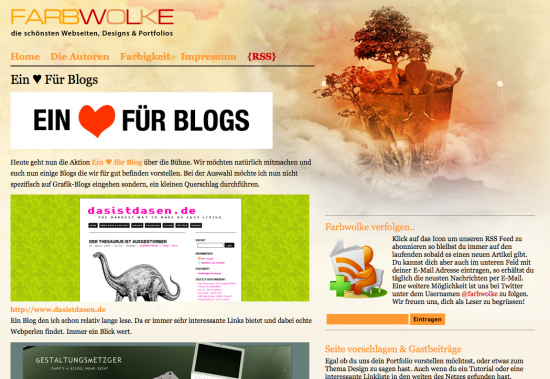 FARBWOLKE
die schönsten Webseiten, Designs & Portfolios
Home Die Autoren Farbigkeit Impressum {RSS}
Ein ♥ Für Blogs
EIN ♥ FÜR BLOGS
Heute geht nun die Aktion Ein ♥ für Blog über die Bühne. Wir möchten natürlich mitmachen und
euch nun einige Blogs die wir für gut befinden vorstellen. Bei der Auswahl möchte ich nun nicht
spezifisch auf Grafik-Blogs eingehen sondern, ein kleinen Querschlag durchführen.
dasistdasen.de
THE HARDEST WAY TO MAKE AN EASY LIVING
DER THESAURUS IST AUSGESTORBEN
http://www.dasistdasen.de
Ein Blog den ich schon relativ lange lese. Da er immer sehr interessante Links bietet und dabei echte
Webperlen findet. Immer ein Blick wert.
GESTALTUNGSMETZGER
Farbwolke verfolgen..
Klick auf das Icon um unseren RSS Feed zu
abonnieren so bleibst du immer auf den
laufenden sobald es einen neuen Artikel gibt.
Du kannst dich aber auch im unteren Feld mit
deiner E-Mail Adresse eintragen, so erhältst du
täglich die neusten Nachrichten per E-Mail.
Eine weitere Möglichkeit ist uns bei Twitter
unter dem Usernamen @farbwolke zu folgen.
Wir freuen uns, dich als Leser zu begrüssen!
Eintragen
Seite vorschlagen & Gastbeiträge
Egal ob du uns dein Portfolio vorstellen möchtest, oder etwas zum
Thema Design zu sagen hast. Auch wenn du ein Tutorial oder eine
interessante Linkliste in den weiten des Netzes gefunden hast.